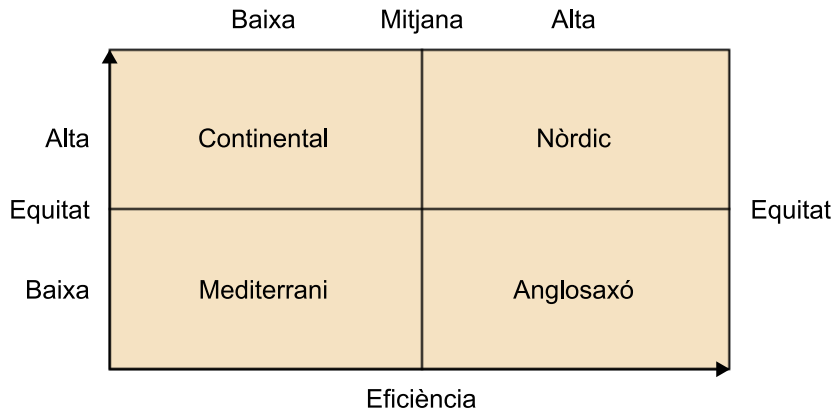 Baixa Mitjana Alta
Alta Continental Nòrdic
Equitat Equitat
Baixa Mediterrani Anglosaxó
Eficiència